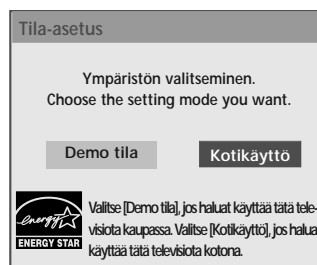 Tila-asetus
Ympäristön valitseminen.
Choose the setting mode you want.
Demo tila
Kotikäyttö
energy
ENERGY STAR
Valitse [Demo tila], jos haluat käyttää tätä tele-
visiota kaupassa. Valitse [Kotikäyttö], jos halua
käyttää tätä televisiota kotona.